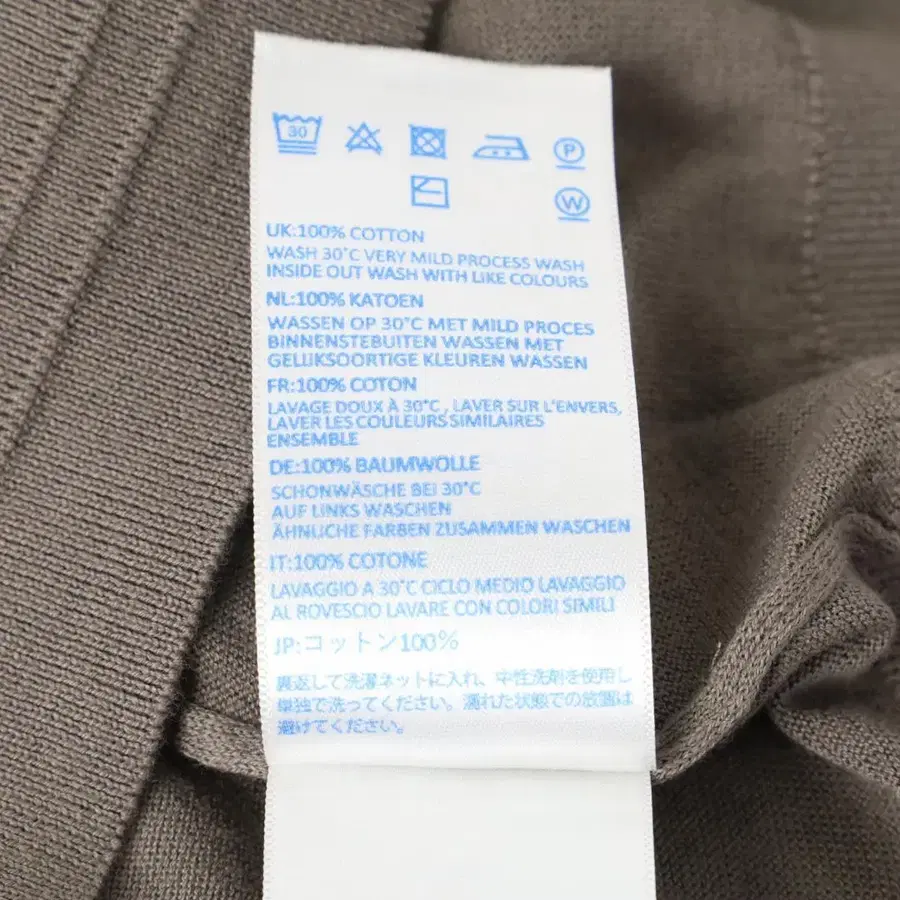 30
P
W
UK:100% COTTON
WASH 30°C VERY MILD PROCESS WASH
INSIDE OUT WASH WITH LIKE COLOURS
NL:100% KATOEN
WASSEN OP 30°C MET MILD PROCES
BINNENSTEBUITEN WASSEN MET
GELIJKSOORTIGE KLEUREN WASSEN
FR:100% COTON
LAVAGE DOUX À 30°C , LAVER SUR L'ENVERS,
LAVER LES COULEURS SIMILAIRES
ENSEMBLE
DE:100% BAUMWOLLE
SCHONWÄSCHE BEI 30°C
AUF LINKS WASCHEN
ÄHNLICHE FARBEN ZUSAMMEN WASCHEN
IT:100% COTONE
LAVAGGIO A 30°C CICLO MEDIO LAVAGGIO
AL ROVESCIO LAVARE CON COLORI SIMILI
JP:コットン100%
裏返して洗濯ネットに入れ、中性洗剤を使用し
単独で洗ってください。濡れた状態での放置は
避けてください。